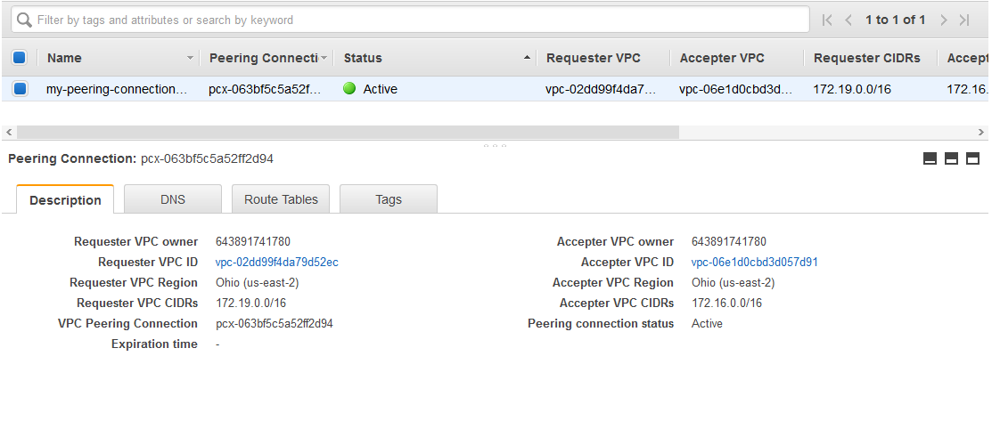 Filter by tags and attributes or search by keyword 1 to 1 of 1
Name Peering Connecti Status Requester VPC Accepter VPC Requester CIDRs Accept
my-peering-connection... pcx-063bf5c5a52f... Active vpc-02dd99f4da7... vpc-06e1d0cbd3d... 172.19.0.0/16 172.16.
Peering Connection: pcx-063bf5c5a52ff2d94
Description DNS Route Tables Tags
Requester VPC owner 643891741780 Accepter VPC owner 643891741780
Requester VPC ID vpc-02dd99f4da79d52ec Accepter VPC ID vpc-06e1d0cbd3d057d91
Requester VPC Region Ohio (us-east-2) Accepter VPC Region Ohio (us-east-2)
Requester VPC CIDRs 172.19.0.0/16 Accepter VPC CIDRs 172.16.0.0/16
VPC Peering Connection pcx-063bf5c5a52ff2d94 Peering connection status Active
Expiration time -